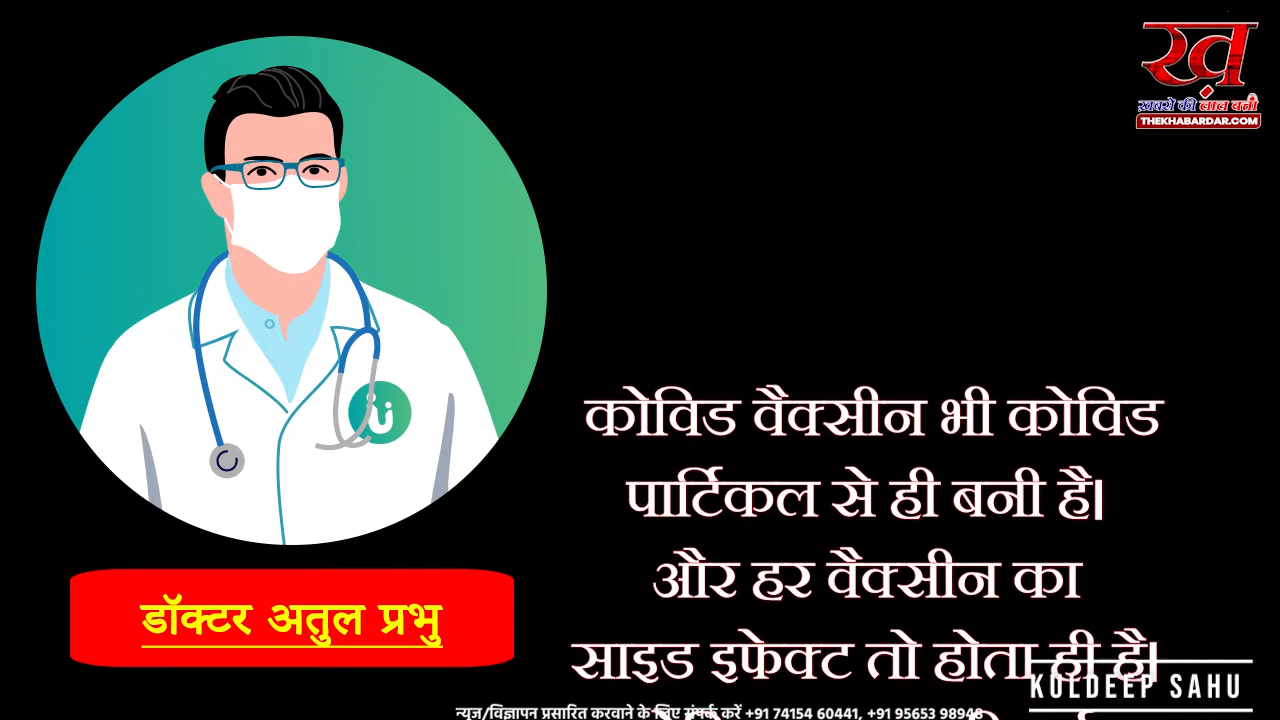 ख़
ख़बरों की लाल बत्ती
THEKHABARDAR.COM
कोविड वैक्सीन भी कोविड
पार्टिकल से ही बनी है।
और हर वैक्सीन का
साइड इफेक्ट तो होता ही है।
डॉक्टर अतुल प्रभु
KULDEEP SAHU
न्यूज/विज्ञापन प्रसारित करवाने के लिए संपर्क करें +91 74154 60441, +91 95653 98948